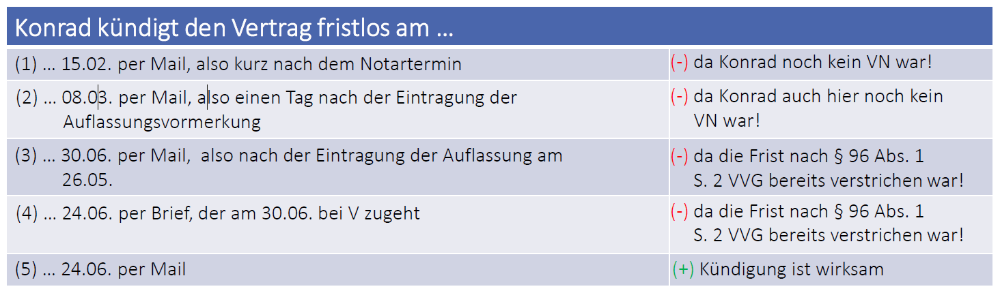 Konrad kündigt den Vertrag fristlos am ...
(1) ... 15.02. per Mail, also kurz nach dem Notartermin
(-) da Konrad noch kein VN war!
(2) ... 08.03. per Mail, also einen Tag nach der Eintragung der
Auflassungsvormerkung
(-) da Konrad auch hier noch kein
VN war!
(3) ... 30.06. per Mail, also nach der Eintragung der Auflassung am
26.05.
(-) da die Frist nach § 96 Abs. 1
S. 2 VVG bereits verstrichen war!
(4) ... 24.06. per Brief, der am 30.06. bei V zugeht
(-) da die Frist nach § 96 Abs. 1
S. 2 VVG bereits verstrichen war!
(5) ... 24.06. per Mail
(+) Kündigung ist wirksam